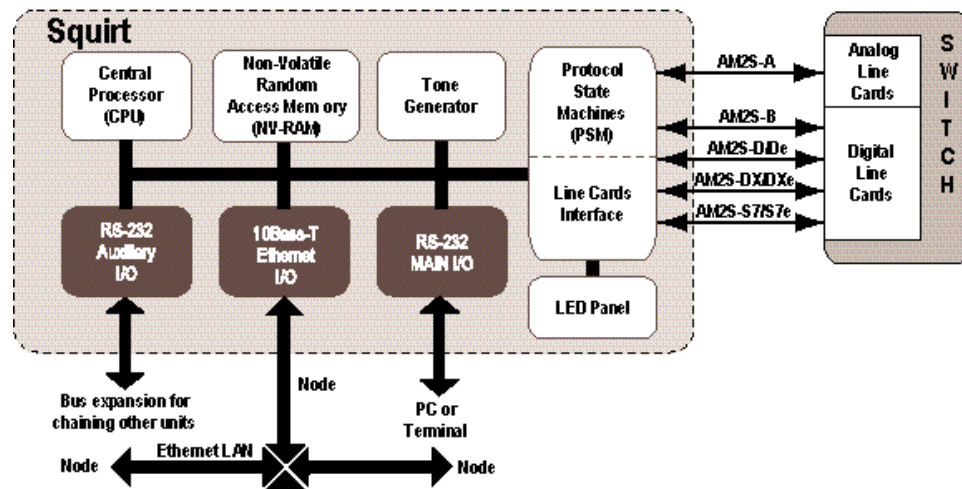 Squirt
Central
Processor
(CPU)
Non-Volatile
Random
Access Memory
(NV-RAM)
Tone
Generator
Protocol
State
Machines
(PSM)
Line Cards
Interface
RS-232
Auxiliary
I/O
10Base-T
Ethernet
I/O
RS-232
MAIN I/O
LED Panel
AM2S-A
AM2S-B
AM2S-D/De
AM2S-DX/DXe
AM2S-S7/S7e
Analog
Line
Cards
Digital
Line
Cards
SWITCH
Bus expansion for
chaining other units
Node
PC or
Terminal
Ethernet LAN
Node
Node